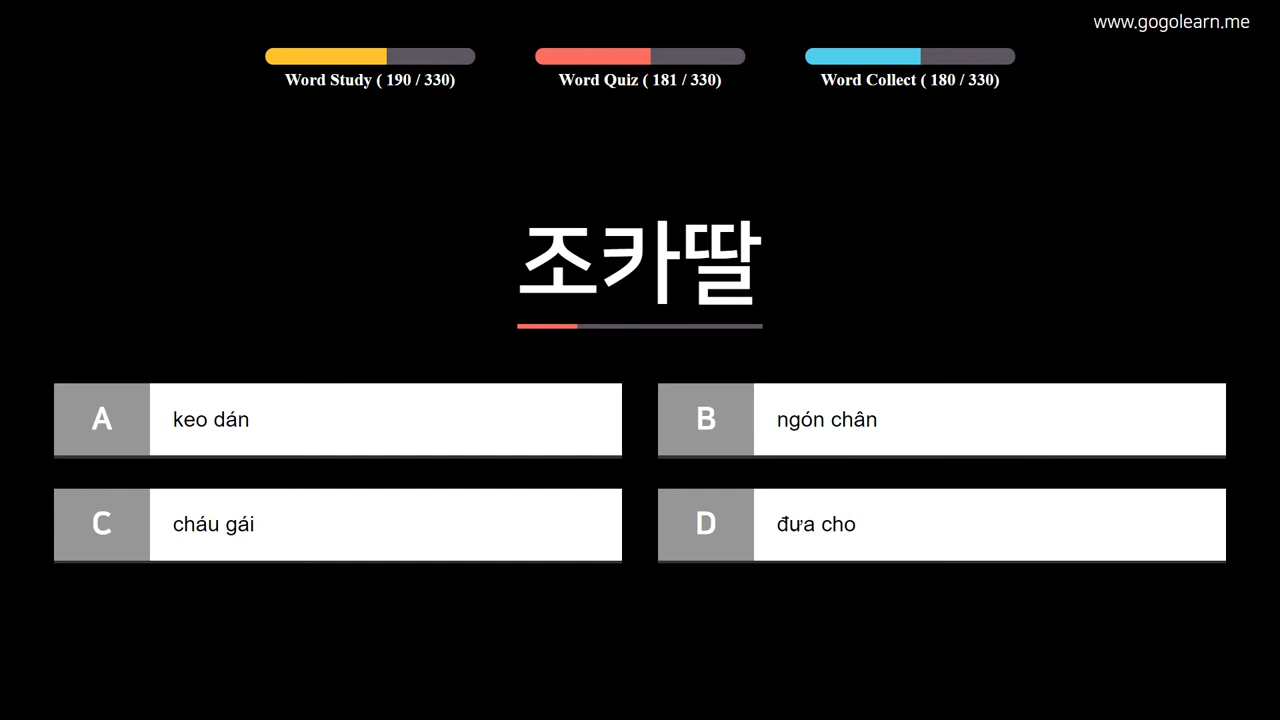 www.gogolearn.me
Word Study ( 190 / 330)
Word Quiz ( 181 / 330)
Word Collect ( 180 / 330)
조카딸
A keo dán
B ngón chân
C cháu gái
D đưa cho